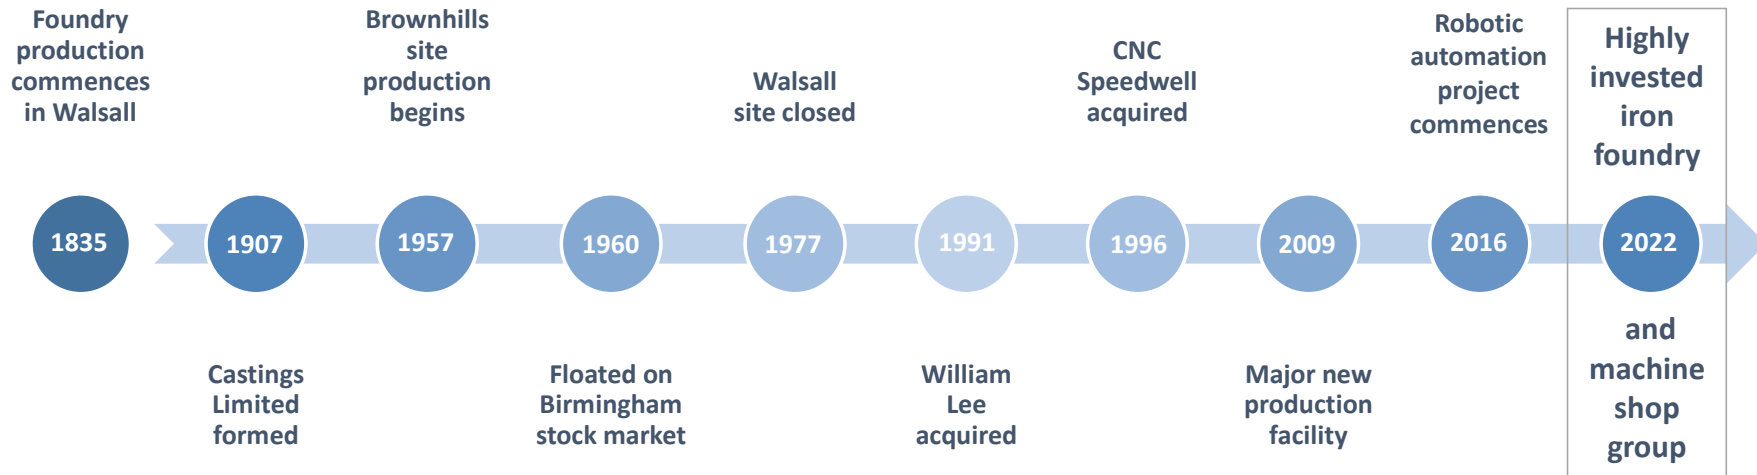 Foundry
production
commences
in Walsall
1835
1907
Castings
Limited
formed
Brownhills
site
production
begins
1957
1960
Floated on
Birmingham
stock market
Walsall
site closed
1977
1991
William
Lee
acquired
CNC
Speedwell
acquired
1996
2009
Major new
production
facility
Robotic
automation
project
commences
2016
Highly
invested
iron
foundry
2022
and
machine
shop
group